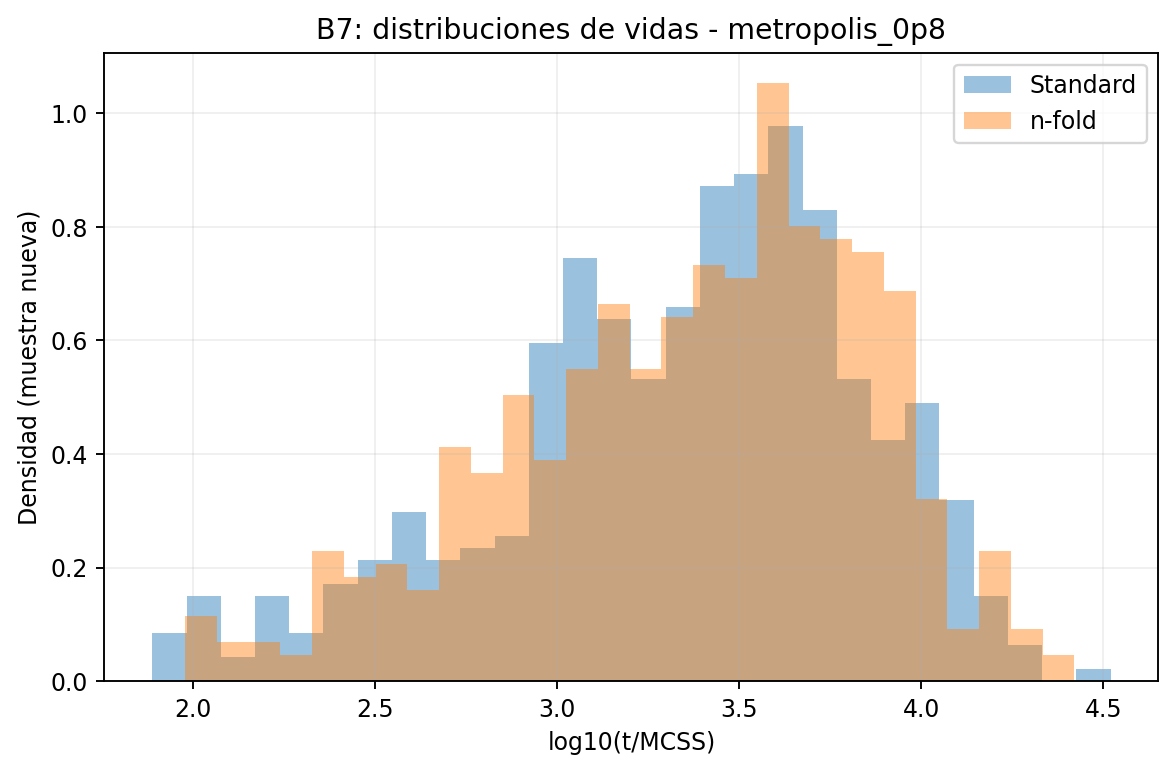 B7: distribuciones de vidas - metropolis_0p8
Standard
n-fold
Densidad (muestra nueva)
1.0
0.8
0.6
0.4
0.2
0.0
2.0 2.5 3.0 3.5 4.0 4.5
log10(t/MCSS)